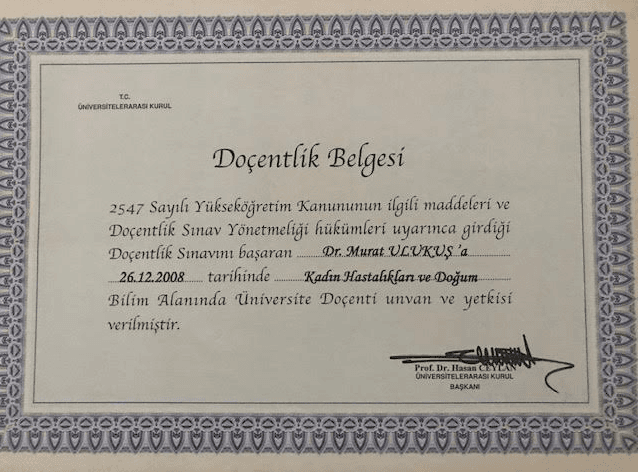 T.C.
ÜNİVERSİTELERARASI KURUL
Doçentlik Belgesi
2547 Sayılı Yükseköğretim Kanununun ilgili maddeleri ve
Doçentlik Sınav Yönetmeliği hükümleri uyarınca girdiği
Doçentlik Sınavını başaran Dr. Murat ULUKUŞ 'a
26.12.2008 tarihinde Kadın Hastalıkları ve Doğum
Bilim Alanında Üniversite Doçenti unvan ve yetkisi
verilmiştir.
Prof. Dr. Hasan CEYLAN
ÜNİVERSİTELERARASI KURUL
BAŞKANI